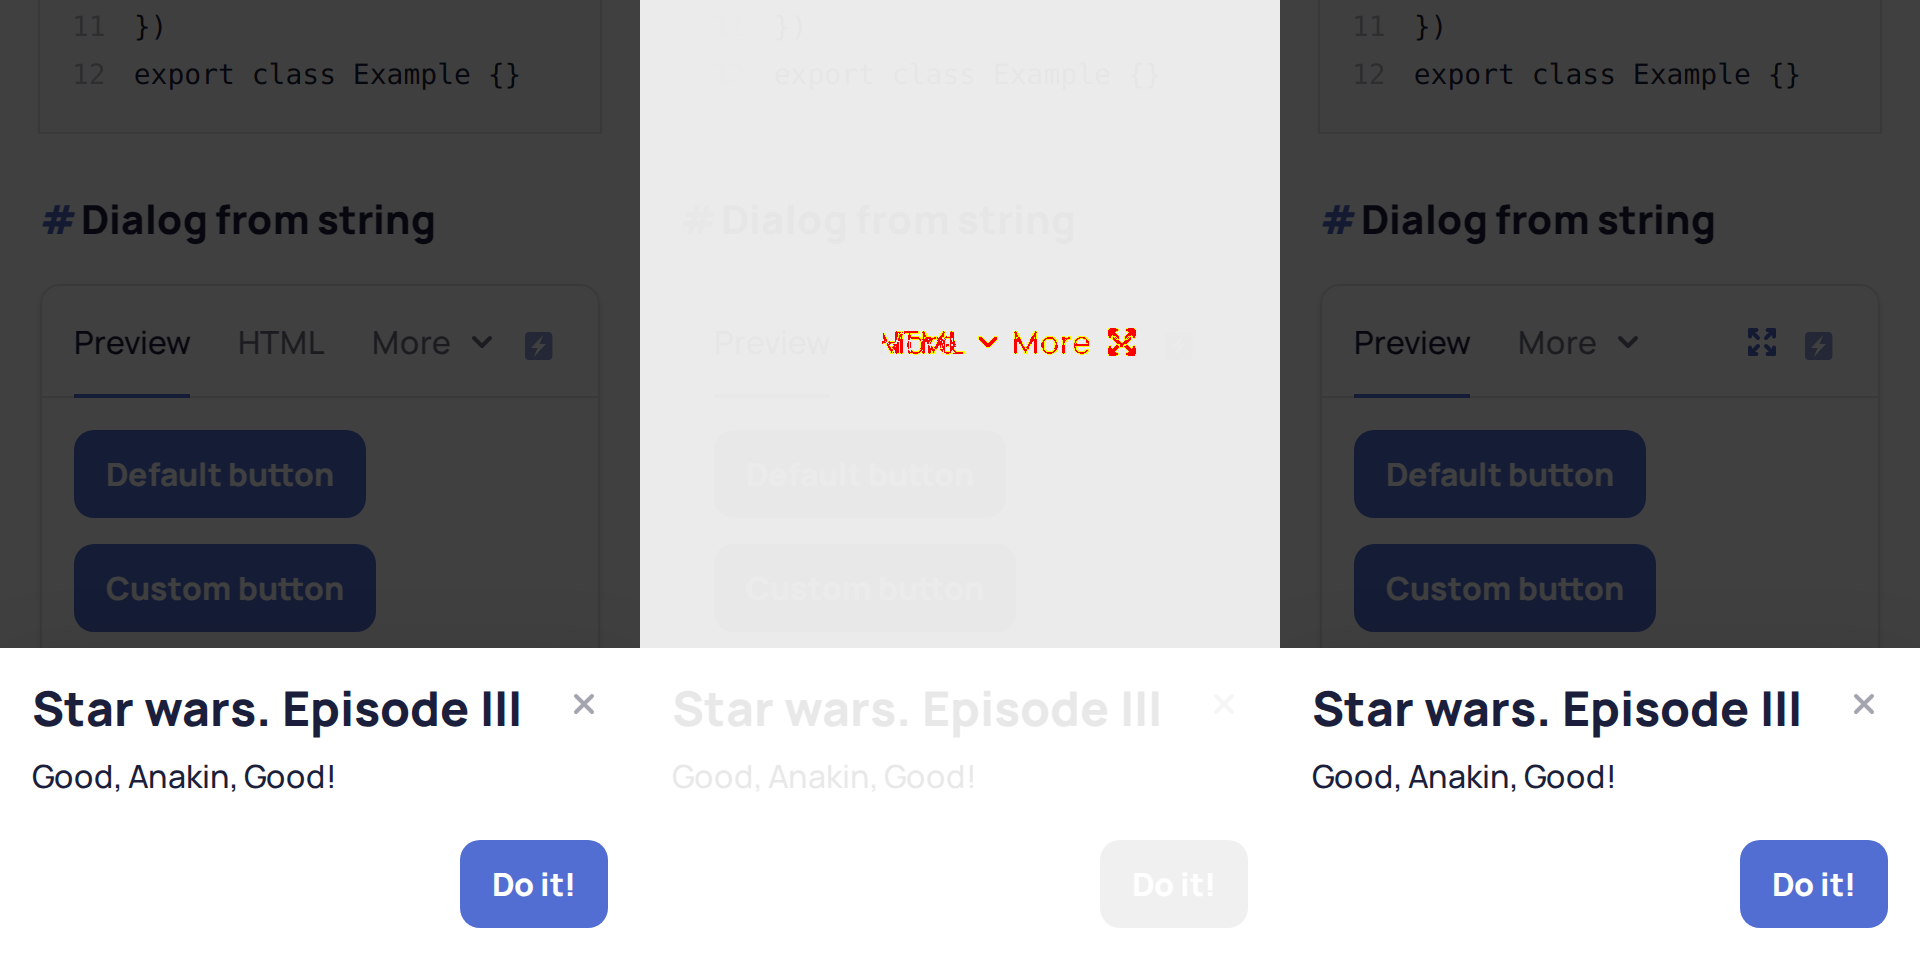 11 })
12 export class Example {}
# Dialog from string
Preview HTML More
Default button
Custom button
Star wars. Episode III
Good, Anakin, Good!
Do it!
})
export class Example {}
# Dialog from string
Preview More
Default button
Custom button
Star wars. Episode III
Good, Anakin, Good!
Do it!
11 })
12 export class Example {}
# Dialog from string
Preview More
Default button
Custom button
Star wars. Episode III
Good, Anakin, Good!
Do it!